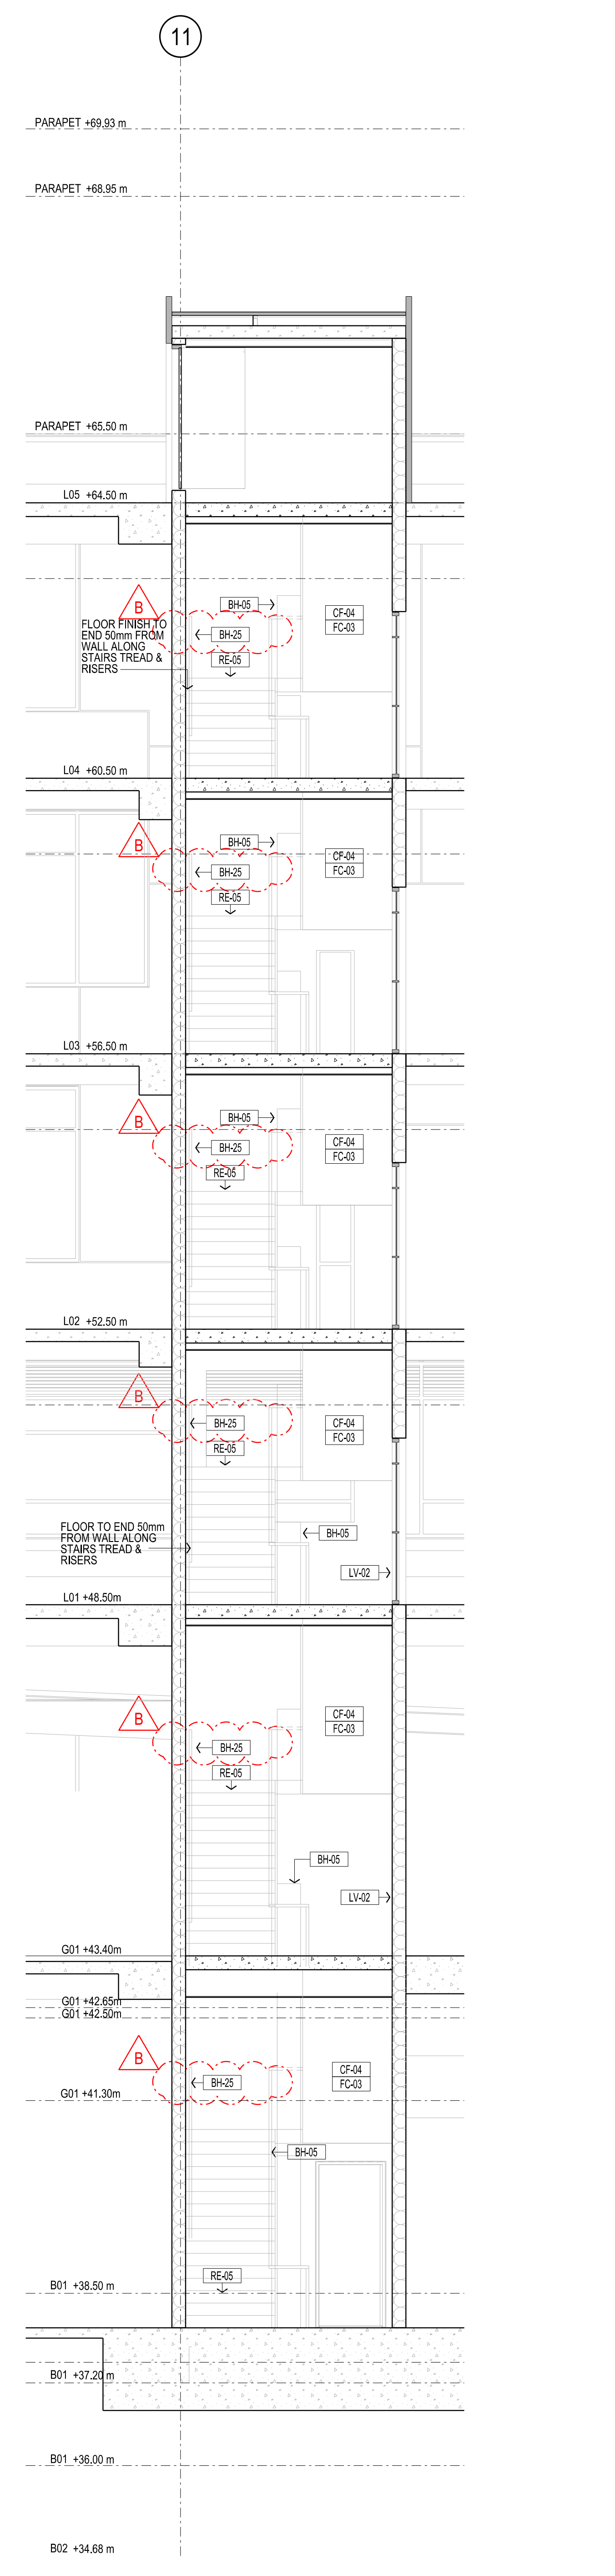 11
PARAPET +69.93 m
PARAPET +68.95 m
PARAPET +65.50 m
L05 +64.50 m
BH-05
CF-04
FC-03
B
FLOOR FINISH TO
END 50mm FROM
WALL ALONG
STAIRS TREAD &
RISERS
BH-25
RE-05
L04 +60.50 m
BH-05
B
CF-04
FC-03
BH-25
RE-05
L03 +56.50 m
BH-05
B
CF-04
FC-03
BH-25
RE-05
L02 +52.50 m
B
BH-25
CF-04
FC-03
RE-05
FLOOR TO END 50mm
FROM WALL ALONG
STAIRS TREAD &
RISERS
BH-05
LV-02
L01 +48.50m
B
CF-04
FC-03
BH-25
RE-05
BH-05
LV-02
G01 +43.40m
G01 +42.65m
G01 +42.50m
B
CF-04
FC-03
BH-25
G01 +41.30m
BH-05
RE-05
B01 +38.50 m
B01 +37.20 m
B01 +36.00 m
B02 +34.68 m